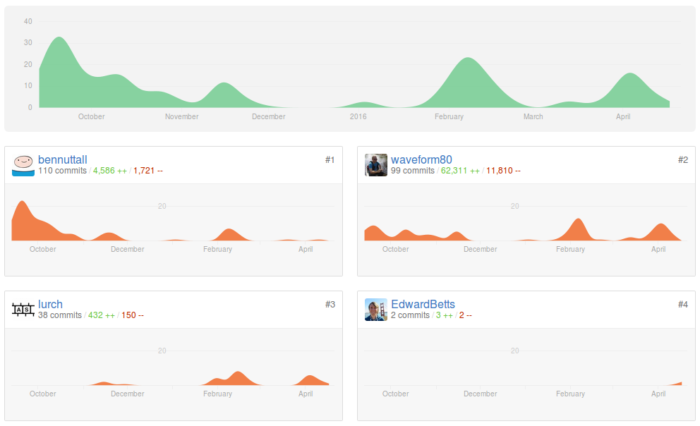 40
30
20
10
0
October November December 2016 February March April
bennuttall #1
110 commits / 4,586 ++ / 1,721 --
20
October December February April
waveform80 #2
99 commits / 62,311 ++ / 11,810 --
20
October December February April
lurch #3
38 commits / 432 ++ / 150 --
20
October December February April
EdwardBetts #4
2 commits / 3 ++ / 2 --
20
October December February April